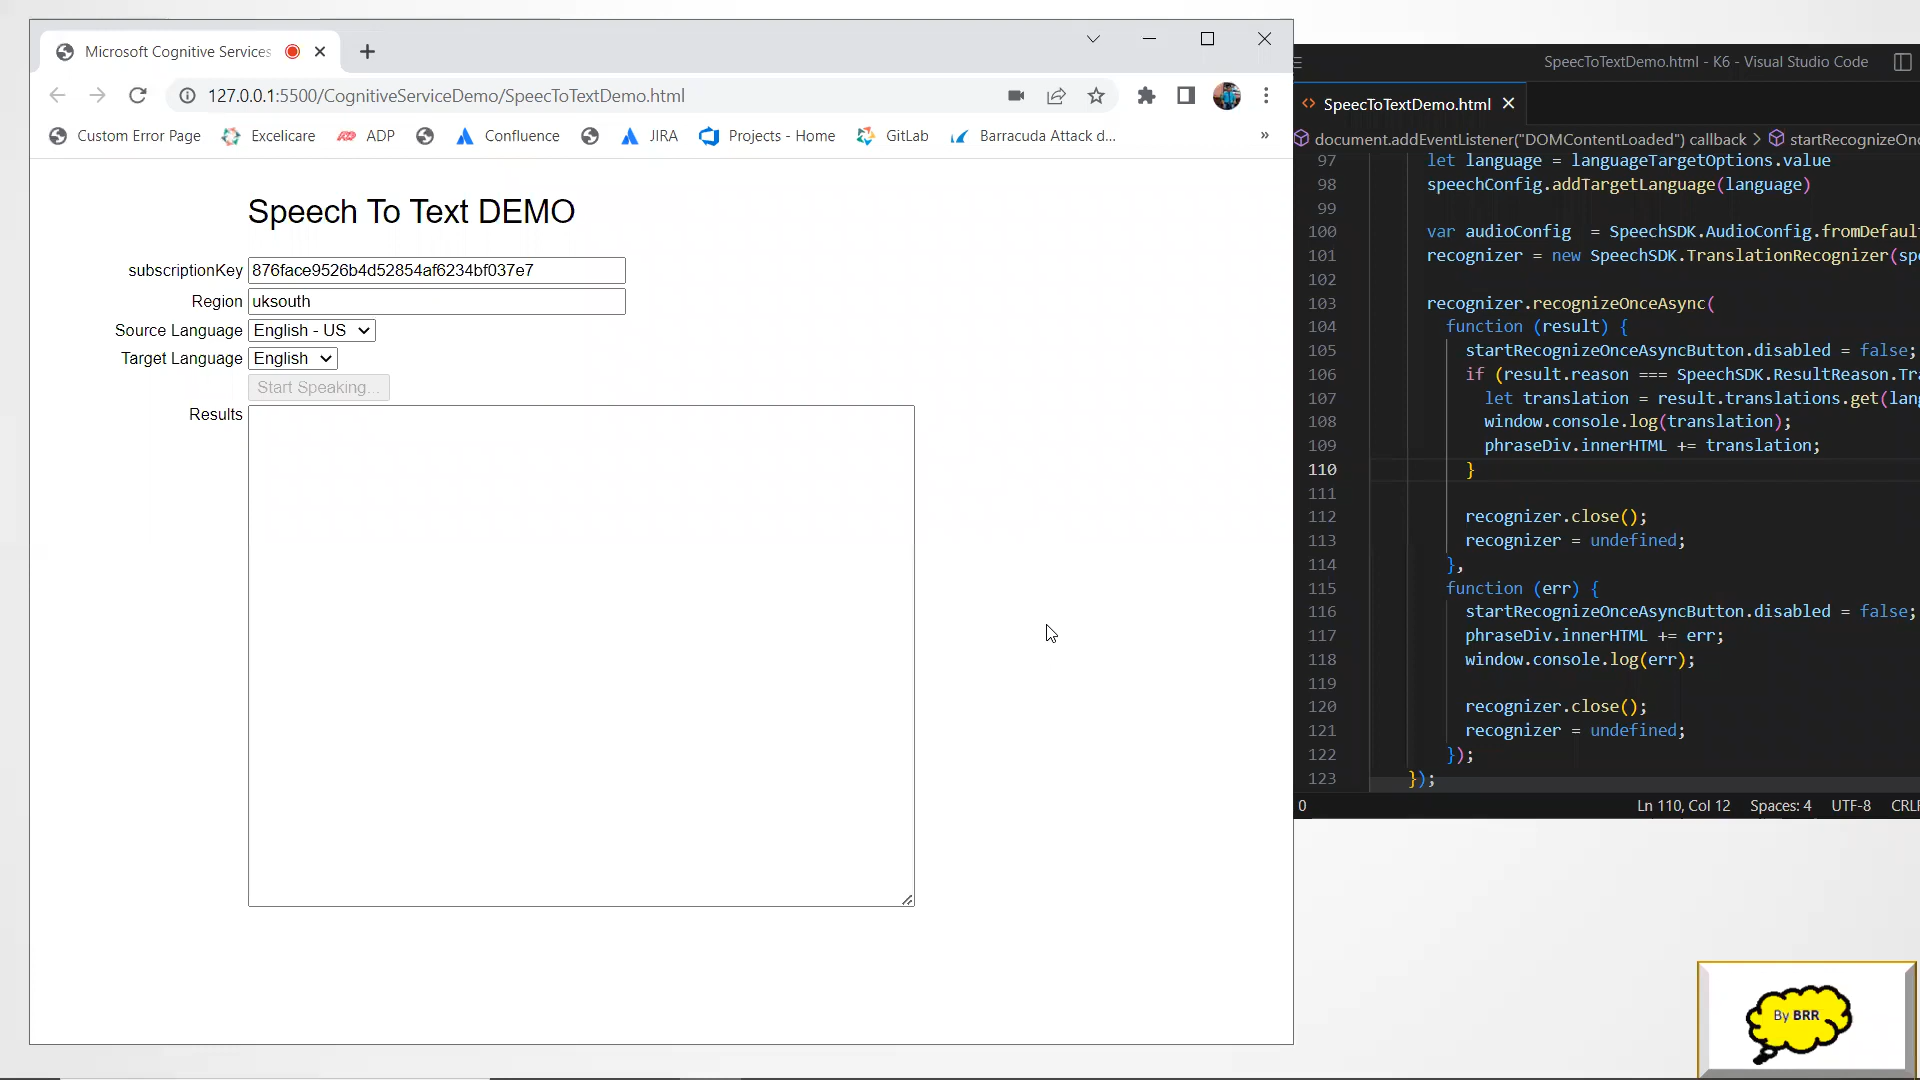 Microsoft Cognitive Services
127.0.0.1:5500/CognitiveServiceDemo/SpeecToTextDemo.html
Custom Error Page
Excelicare
ADP
Confluence
JIRA
Projects - Home
GitLab
Barracuda Attack d...
»
Speech To Text DEMO
subscriptionKey 876face9526b4d52854af6234bf037e7
Region uksouth
Source Language English - US
Target Language English
Start Speaking...
Results
SpeecToTextDemo.html - K6 - Visual Studio Code
<> SpeecToTextDemo.html
document.addEventListener("DOMContentLoaded") callback > startRecognizeOnc
97 let language = languageTargetOptions.value
98 speechConfig.addTargetLanguage(language)
99
100 var audioConfig = SpeechSDK.AudioConfig.fromDefaul
101 recognizer = new SpeechSDK.TranslationRecognizer(sp
102
103 recognizer.recognizeOnceAsync(
104 function (result) {
105 startRecognizeOnceAsyncButton.disabled = false;
106 if (result.reason === SpeechSDK.ResultReason.Tr
107 let translation = result.translations.get(lan
108 window.console.log(translation);
109 phraseDiv.innerHTML += translation;
110 }
111
112 recognizer.close();
113 recognizer = undefined;
114 },
115 function (err) {
116 startRecognizeOnceAsyncButton.disabled = false;
117 phraseDiv.innerHTML += err;
118 window.console.log(err);
119
120 recognizer.close();
121 recognizer = undefined;
122 });
123 });
0 Ln 110, Col 12 Spaces: 4 UTF-8 CRLF
By BRR